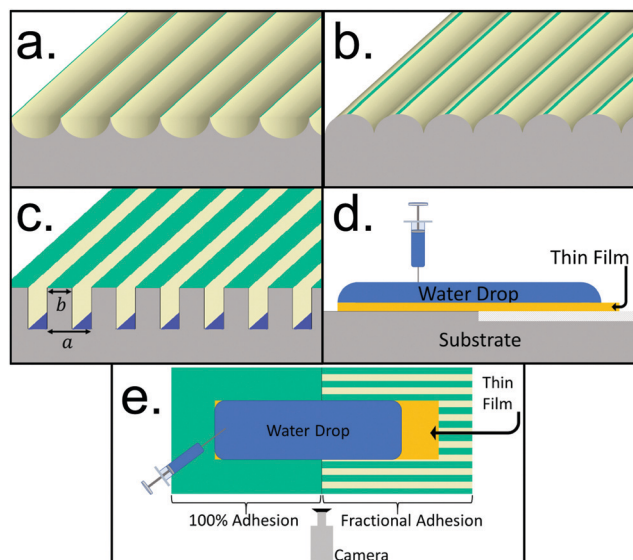 a.
b.
c.
b
a
d.
Thin Film
Water Drop
Substrate
e.
Thin
Film
Water Drop
100% Adhesion
Fractional Adhesion
Camera